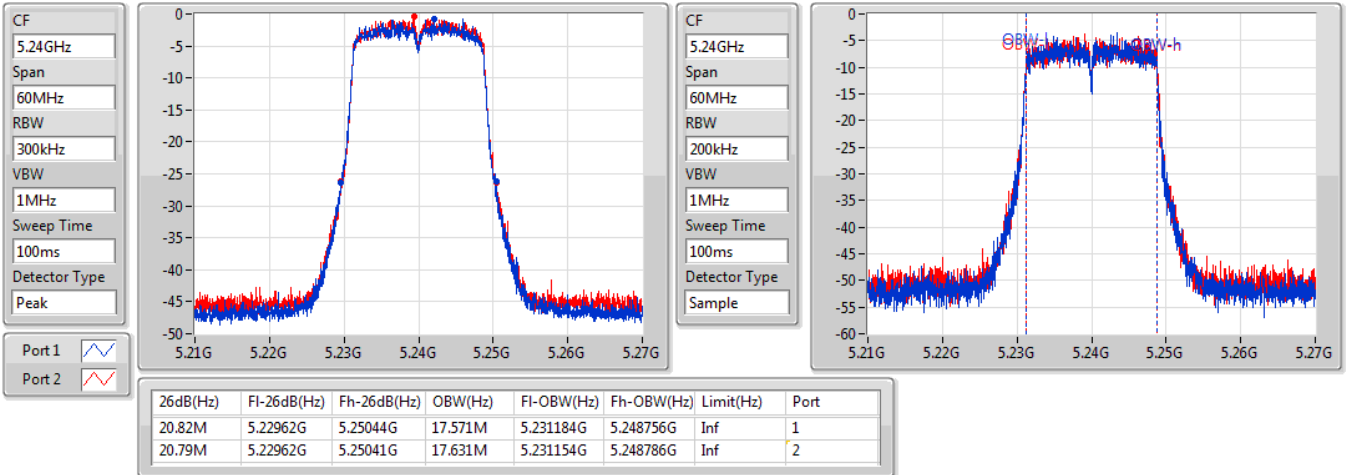 CF
5.24GHz
Span
60MHz
RBW
300kHz
VBW
1MHz
Sweep Time
100ms
Detector Type
Peak
Port 1
Port 2
0
-5
-10
-15
-20
-25
-30
-35
-40
-45
-50
5.21G 5.22G 5.23G 5.24G 5.25G 5.26G 5.27G
CF
5.24GHz
Span
60MHz
RBW
200kHz
VBW
1MHz
Sweep Time
100ms
Detector Type
Sample
0
-5
-10
-15
-20
-25
-30
-35
-40
-45
-50
-55
-60
OBW-l
OBW-h
5.21G 5.22G 5.23G 5.24G 5.25G 5.26G 5.27G
26dB(Hz) Fl-26dB(Hz) Fh-26dB(Hz) OBW(Hz) Fl-OBW(Hz) Fh-OBW(Hz) Limit(Hz) Port
20.82M 5.22962G 5.25044G 17.571M 5.231184G 5.248756G Inf 1
20.79M 5.22962G 5.25041G 17.631M 5.231154G 5.248786G Inf 2